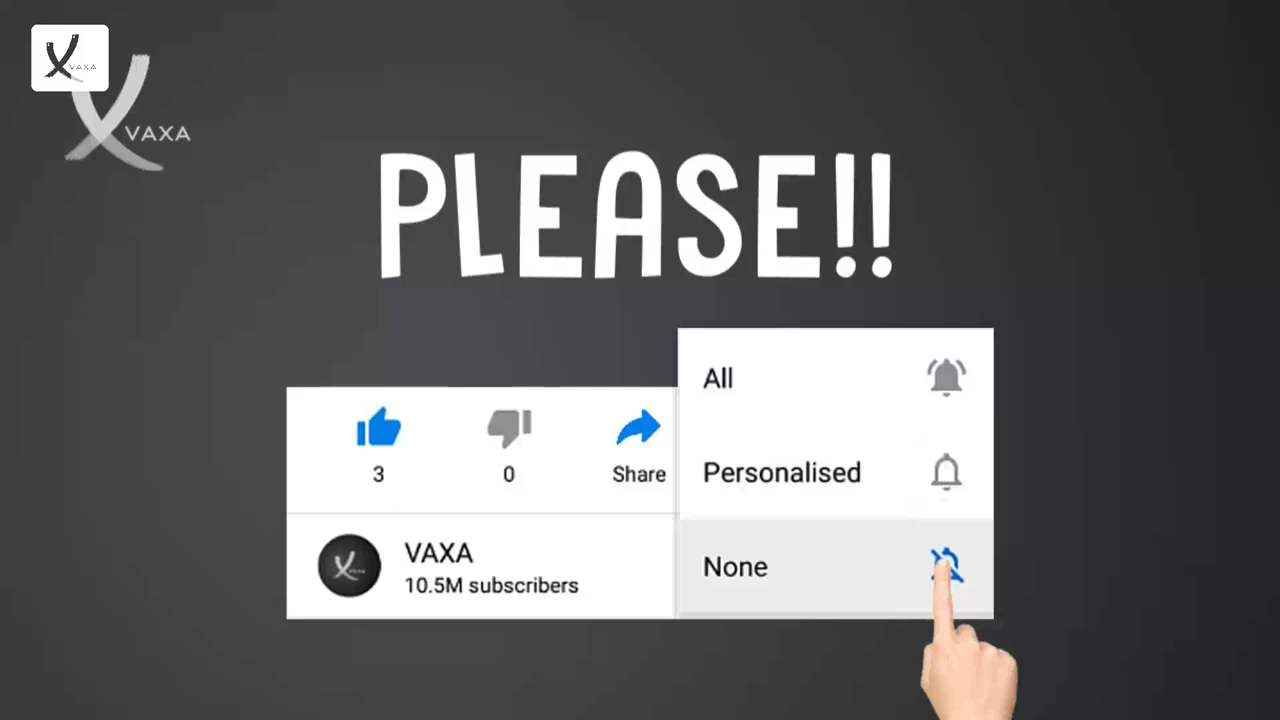 VAXA
VAXA
PLEASE!!
All
Personalised
None
3
0
Share
VAXA
10.5M subscribers